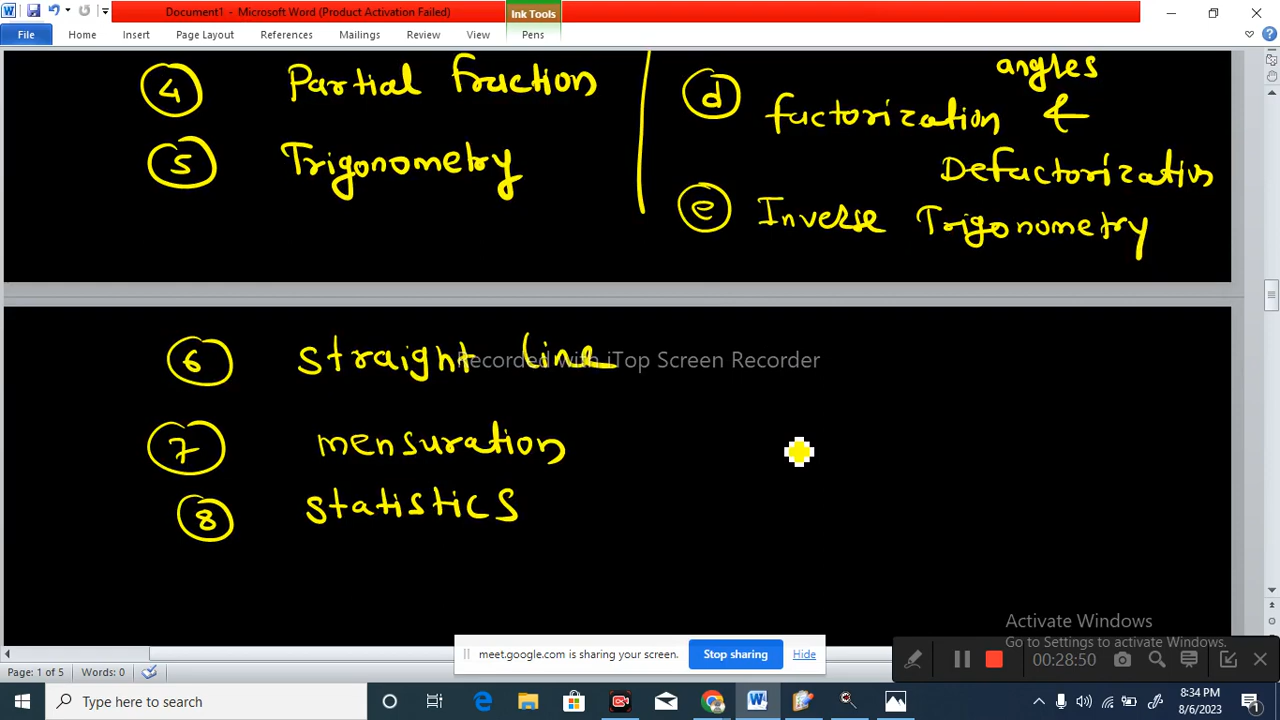 Document1 - Microsoft Word (Product Activation Failed)
Ink Tools
File Home Insert Page Layout References Mailings Review View Pens
4 Partial fraction
5 Trigonometry
angles
d factorization &
Defactorization
e Inverse Trigonometry
6 straight line
Recorded with iTop Screen Recorder
7 mensuration
8 statistics
Activate Windows
Go to Settings to activate Windows.
meet.google.com is sharing your screen. Stop sharing Hide
00:28:50
Page: 1 of 5 Words: 0
Type here to search
8:34 PM
8/6/2023